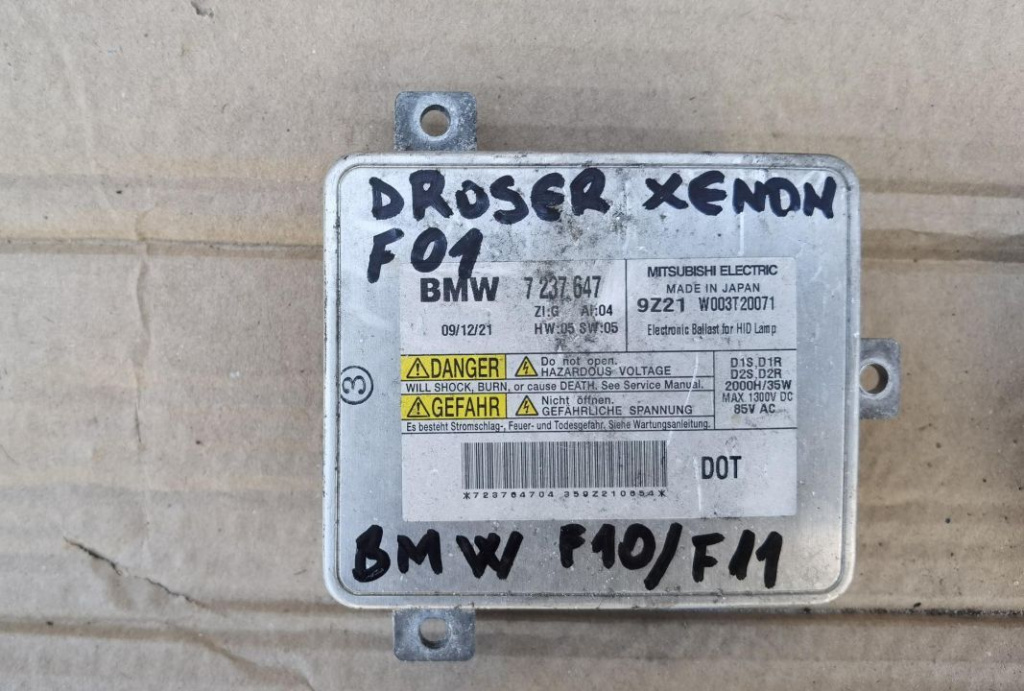 DROSER XENON
F01
BMW 7 237 647
ZI:G AI:04
09/12/21 HW:05 SW:05
MITSUBISHI ELECTRIC
MADE IN JAPAN
9Z21 W003T20071
Electronic Ballast for HID Lamp
DANGER Do not open.
HAZARDOUS VOLTAGE
WILL SHOCK, BURN, or cause DEATH. See Service Manual.
GEFAHR Nicht öffnen.
GEFÄHRLICHE SPANNUNG
Es besteht Stromschlag-, Feuer- und Todesgefahr. Siehe Wartungsanleitung.
D1S,D1R
D2S,D2R
2000H/35W
MAX 1300V DC
85V AC
3
*723764704 359Z210654*
DOT
BMW F10/F11